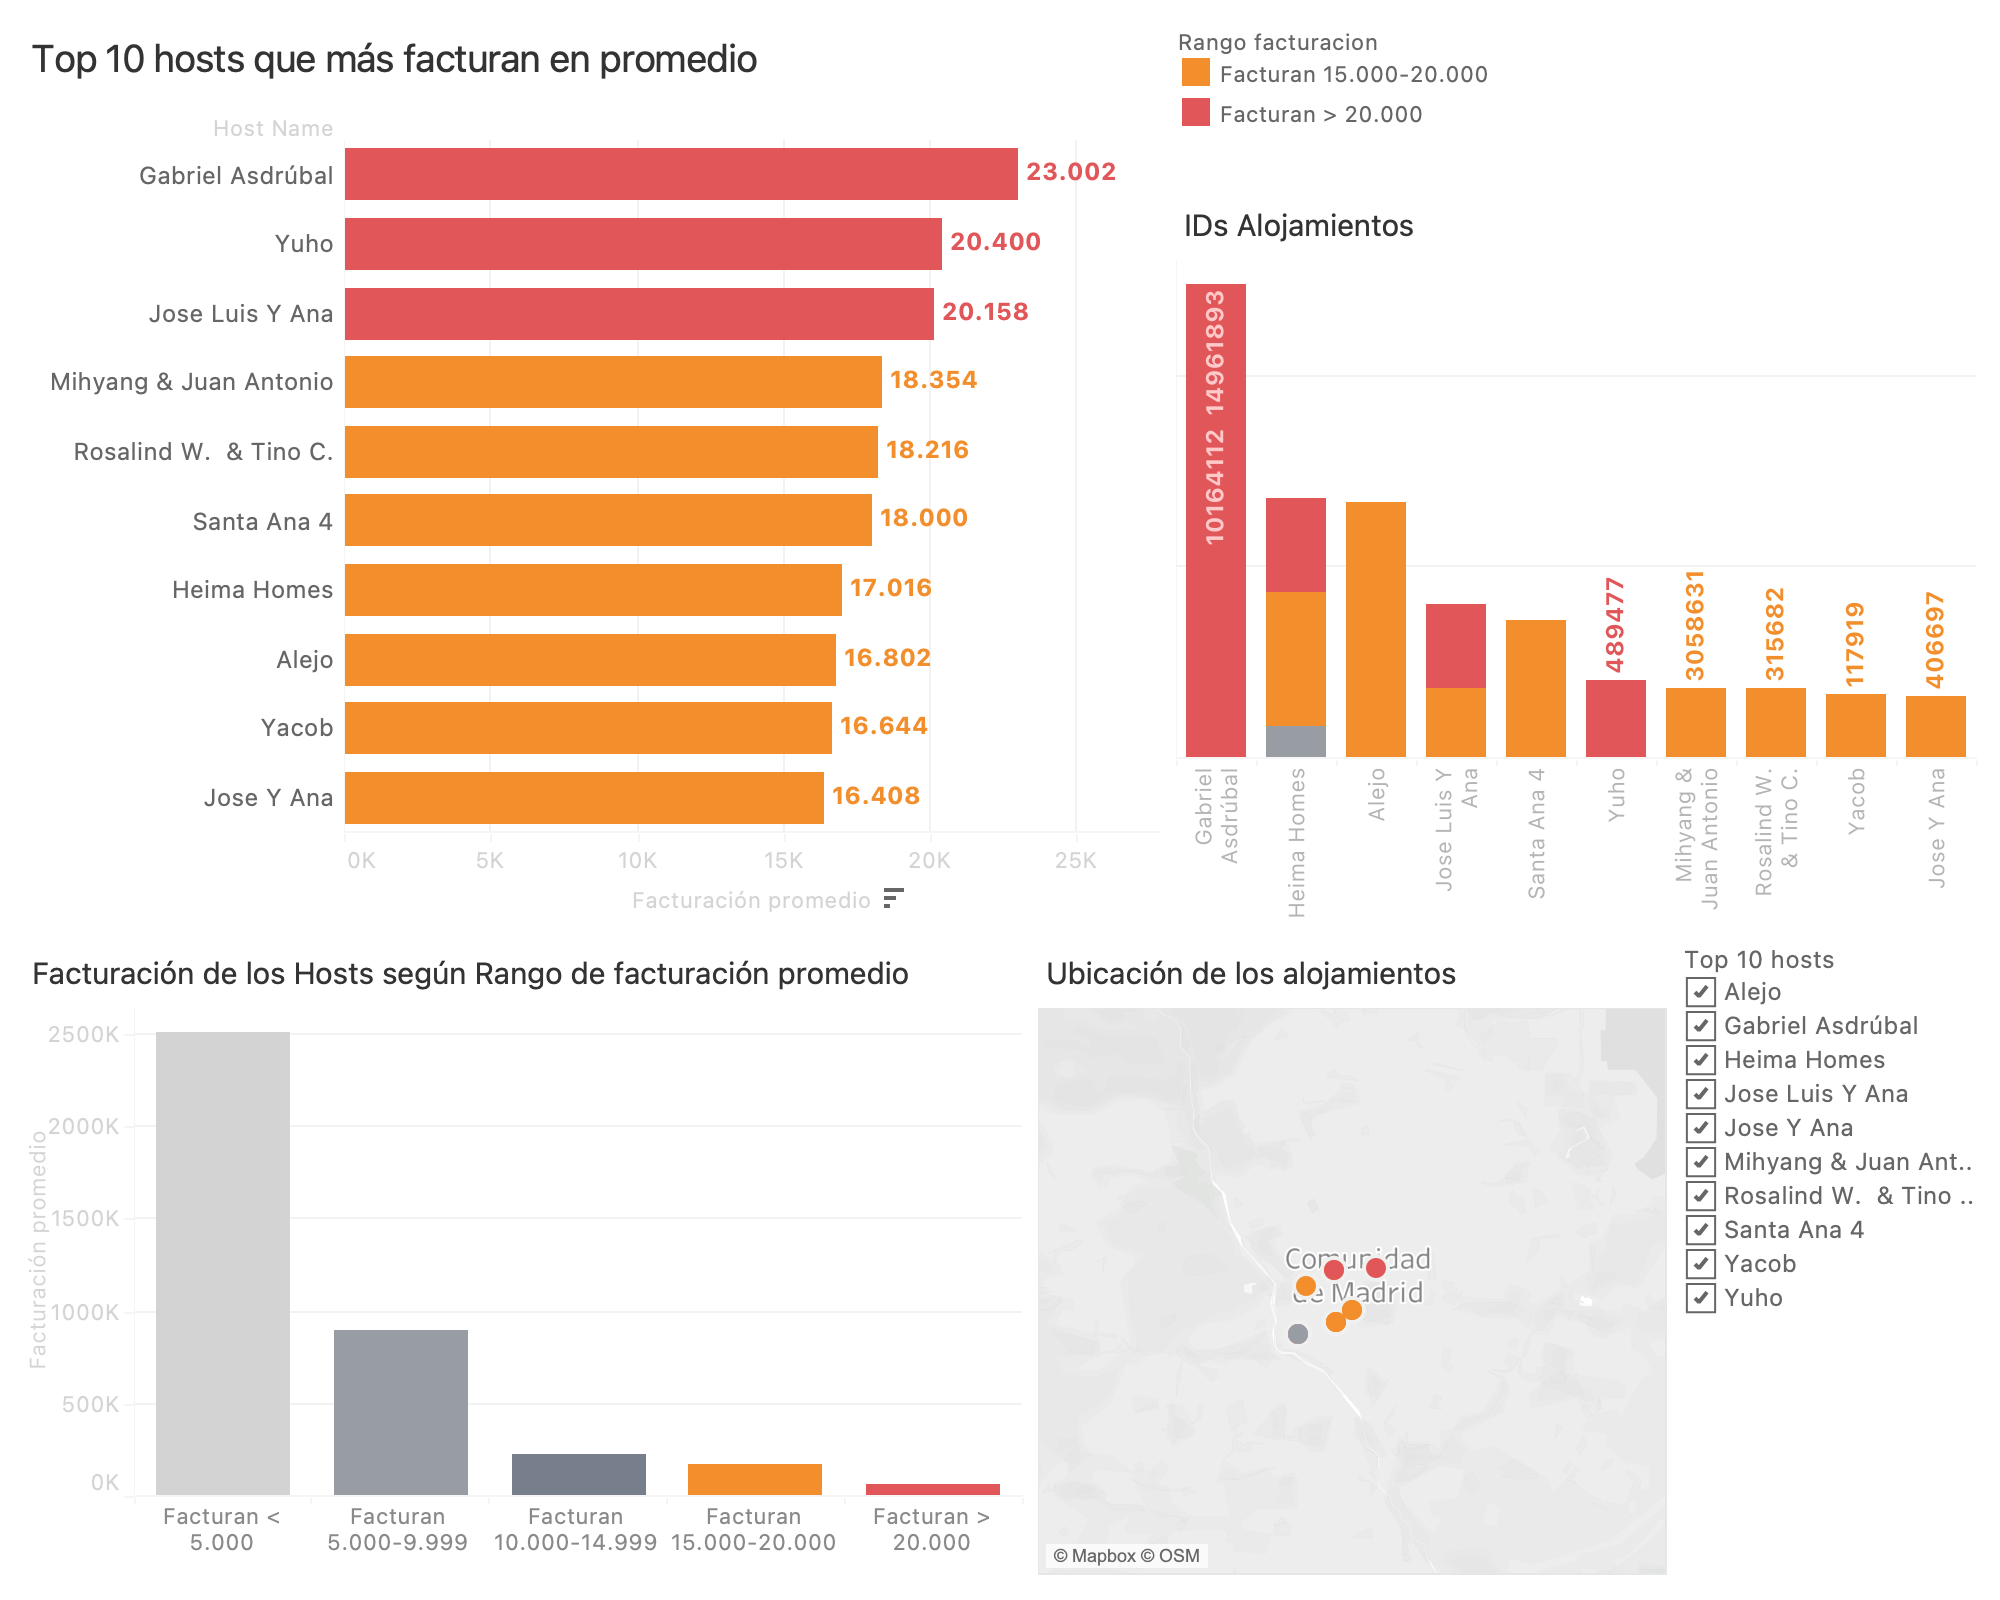 Top 10 hosts que más facturan en promedio
Host Name
Gabriel Asdrúbal
23.002
Yuho
20.400
Jose Luis Y Ana
20.158
Mihyang & Juan Antonio
18.354
Rosalind W.  & Tino C.
18.216
Santa Ana 4
18.000
Heima Homes
17.016
Alejo
16.802
Yacob
16.644
Jose Y Ana
16.408
0K 5K 10K 15K 20K 25K
Facturación promedio
Rango facturacion
Facturan 15.000-20.000
Facturan > 20.000
IDs Alojamientos
10164112 14961893
489477
3058631
315682
117919
406697
Gabriel
Asdrúbal
Heima Homes
Alejo
Jose Luis Y
Ana
Santa Ana 4
Yuho
Mihyang &
Juan Antonio
Rosalind W.
& Tino C.
Yacob
Jose Y Ana
Facturación de los Hosts según Rango de facturación promedio
Facturación promedio
2500K
2000K
1500K
1000K
500K
0K
Facturan <
5.000
Facturan
5.000-9.999
Facturan
10.000-14.999
Facturan
15.000-20.000
Facturan >
20.000
Ubicación de los alojamientos
Comunidad
de Madrid
© Mapbox © OSM
Top 10 hosts
Alejo
Gabriel Asdrúbal
Heima Homes
Jose Luis Y Ana
Jose Y Ana
Mihyang & Juan Ant..
Rosalind W.  & Tino ..
Santa Ana 4
Yacob
Yuho